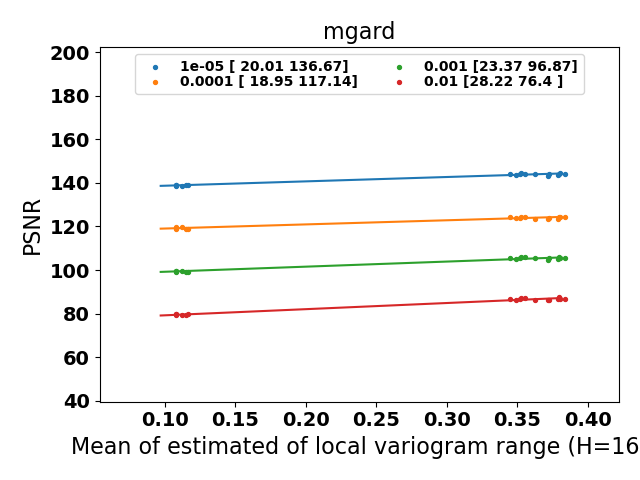 mgard
1e-05 [ 20.01 136.67]
0.0001 [ 18.95 117.14]
0.001 [23.37 96.87]
0.01 [28.22 76.4 ]
PSNR
200
180
160
140
120
100
80
60
40
0.10 0.15 0.20 0.25 0.30 0.35 0.40
Mean of estimated of local variogram range (H=16